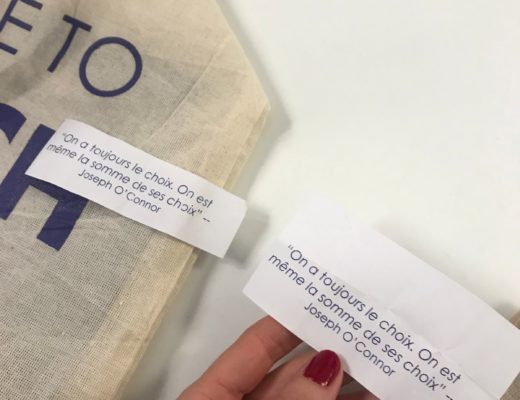 E TO
CH
"On a toujours le choix. On est
même la somme de ses choix" --
Joseph O'Connor
"On a toujours le choix. On est
même la somme de ses choix" --
Joseph O'Connor